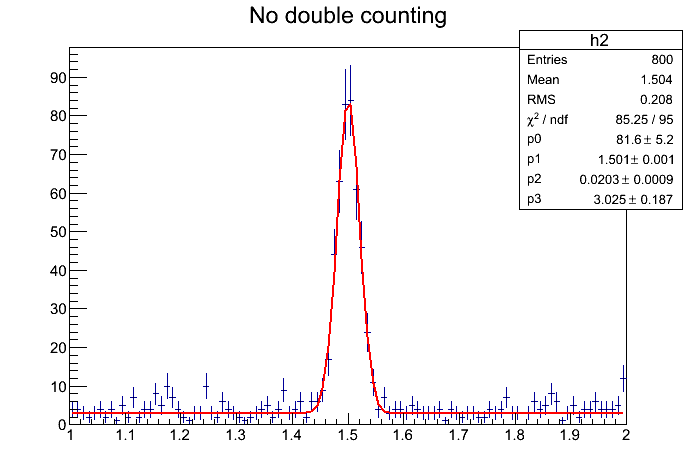 No double counting
h2
Entries 800
Mean 1.504
RMS 0.208
χ² / ndf 85.25 / 95
p0 81.6 ± 5.2
p1 1.501 ± 0.001
p2 0.0203 ± 0.0009
p3 3.025 ± 0.187
90
80
70
60
50
40
30
20
10
0
1 1.1 1.2 1.3 1.4 1.5 1.6 1.7 1.8 1.9 2